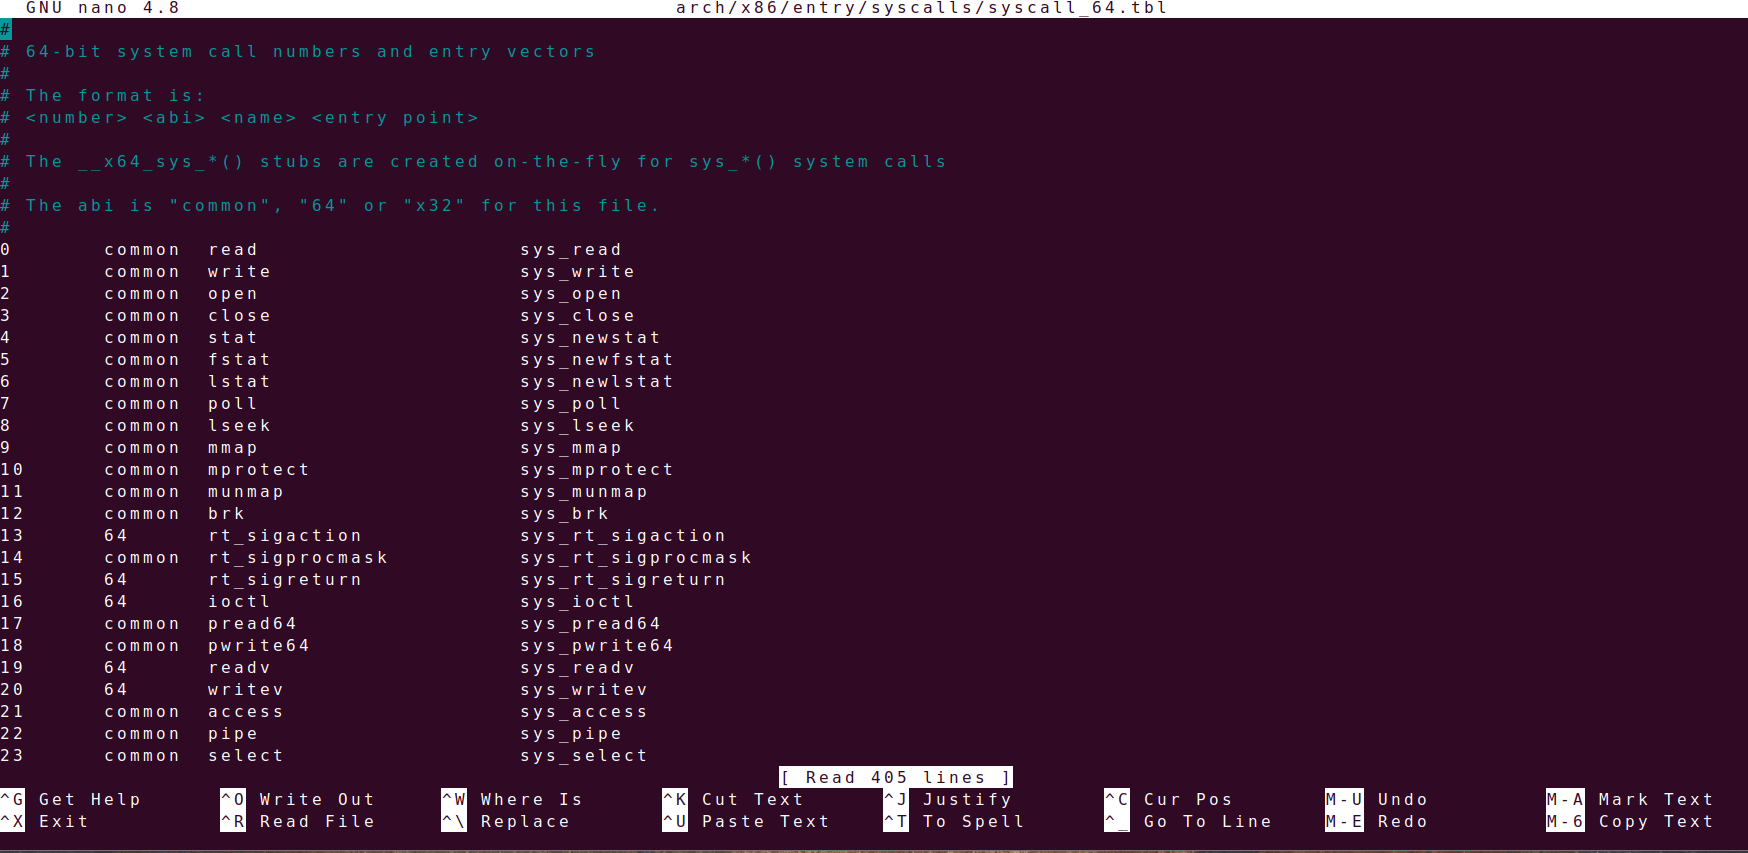 GNU nano 4.8 arch/x86/entry/syscalls/syscall_64.tbl
#
# 64-bit system call numbers and entry vectors
#
# The format is:
# <number> <abi> <name> <entry point>
#
# The __x64_sys_*() stubs are created on-the-fly for sys_*() system calls
#
# The abi is "common", "64" or "x32" for this file.
#
0 common read sys_read
1 common write sys_write
2 common open sys_open
3 common close sys_close
4 common stat sys_newstat
5 common fstat sys_newfstat
6 common lstat sys_newlstat
7 common poll sys_poll
8 common lseek sys_lseek
9 common mmap sys_mmap
10 common mprotect sys_mprotect
11 common munmap sys_munmap
12 common brk sys_brk
13 64 rt_sigaction sys_rt_sigaction
14 common rt_sigprocmask sys_rt_sigprocmask
15 64 rt_sigreturn sys_rt_sigreturn
16 64 ioctl sys_ioctl
17 common pread64 sys_pread64
18 common pwrite64 sys_pwrite64
19 64 readv sys_readv
20 64 writev sys_writev
21 common access sys_access
22 common pipe sys_pipe
23 common select sys_select
[ Read 405 lines ]
^G Get Help ^O Write Out ^W Where Is ^K Cut Text ^J Justify ^C Cur Pos M-U Undo M-A Mark Text
^X Exit ^R Read File ^\ Replace ^U Paste Text ^T To Spell ^_ Go To Line M-E Redo M-6 Copy Text